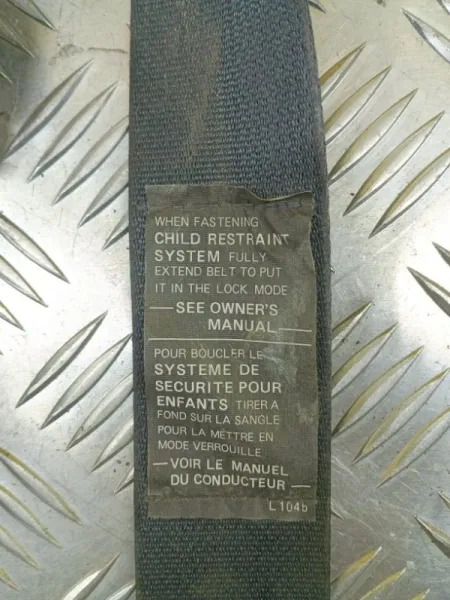 WHEN FASTENING
CHILD RESTRAINT
SYSTEM FULLY
EXTEND BELT TO PUT
IT IN THE LOCK MODE
—SEE OWNER'S
MANUAL—
POUR BOUCLER LE
SYSTEME DE
SECURITE POUR
ENFANTS TIRER A
FOND SUR LA SANGLE
POUR LA METTRE EN
MODE VERROUILLE
—VOIR LE MANUEL
DU CONDUCTEUR—
L104b